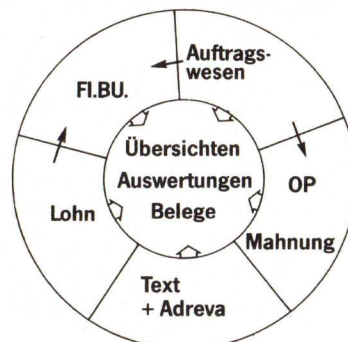 Auftrags-
wesen
FI.BU.
Übersichten
Auswertungen
Belege
OP
Mahnung
Lohn
Text
+ Adreva